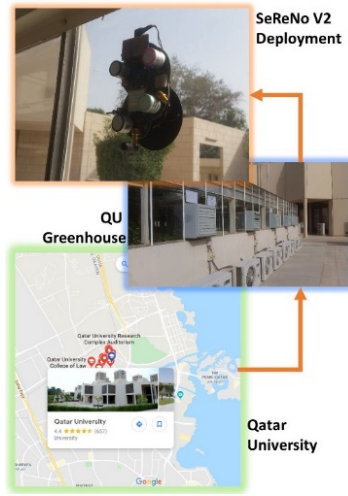 SeReNo V2
Deployment
QU
Greenhouse
Qatar University Research
Complex Auditorium
Qatar University
College of Law
Qatar University
4.4 ★★★★★ (607)
University
Google
Qatar
University